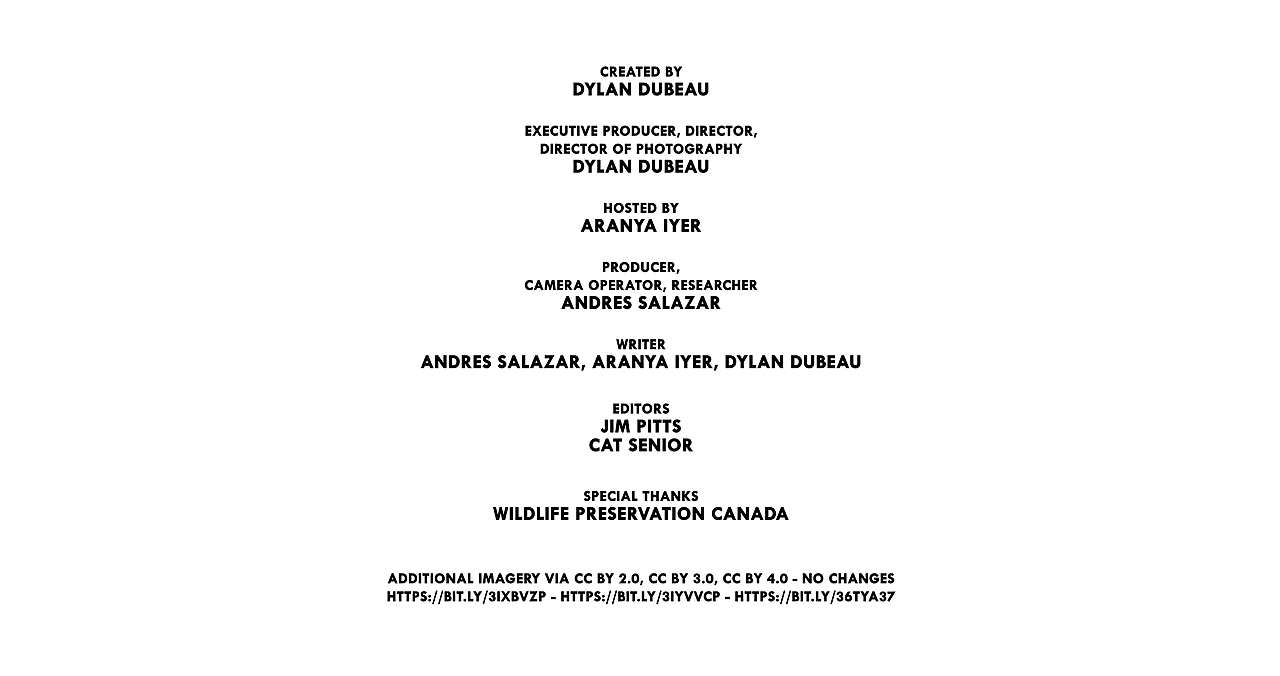 CREATED BY
DYLAN DUBEAU
EXECUTIVE PRODUCER, DIRECTOR,
DIRECTOR OF PHOTOGRAPHY
DYLAN DUBEAU
HOSTED BY
ARANYA IYER
PRODUCER,
CAMERA OPERATOR, RESEARCHER
ANDRES SALAZAR
WRITER
ANDRES SALAZAR, ARANYA IYER, DYLAN DUBEAU
EDITORS
JIM PITTS
CAT SENIOR
SPECIAL THANKS
WILDLIFE PRESERVATION CANADA
ADDITIONAL IMAGERY VIA CC BY 2.0, CC BY 3.0, CC BY 4.0 - NO CHANGES
HTTPS://BIT.LY/3IXBVZP - HTTPS://BIT.LY/3IYVVCP - HTTPS://BIT.LY/36TYA37